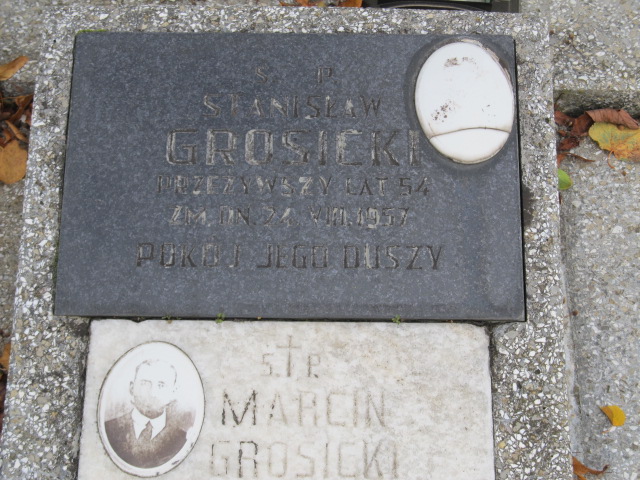 Ś. P.
STANISŁAW
GROSICKI
PRZEŻYWSZY LAT 54
ZM. DN. 24 VIII.1957
POKÓJ JEGO DUSZY
Ś.†P.
MARCIN
GROSICKI